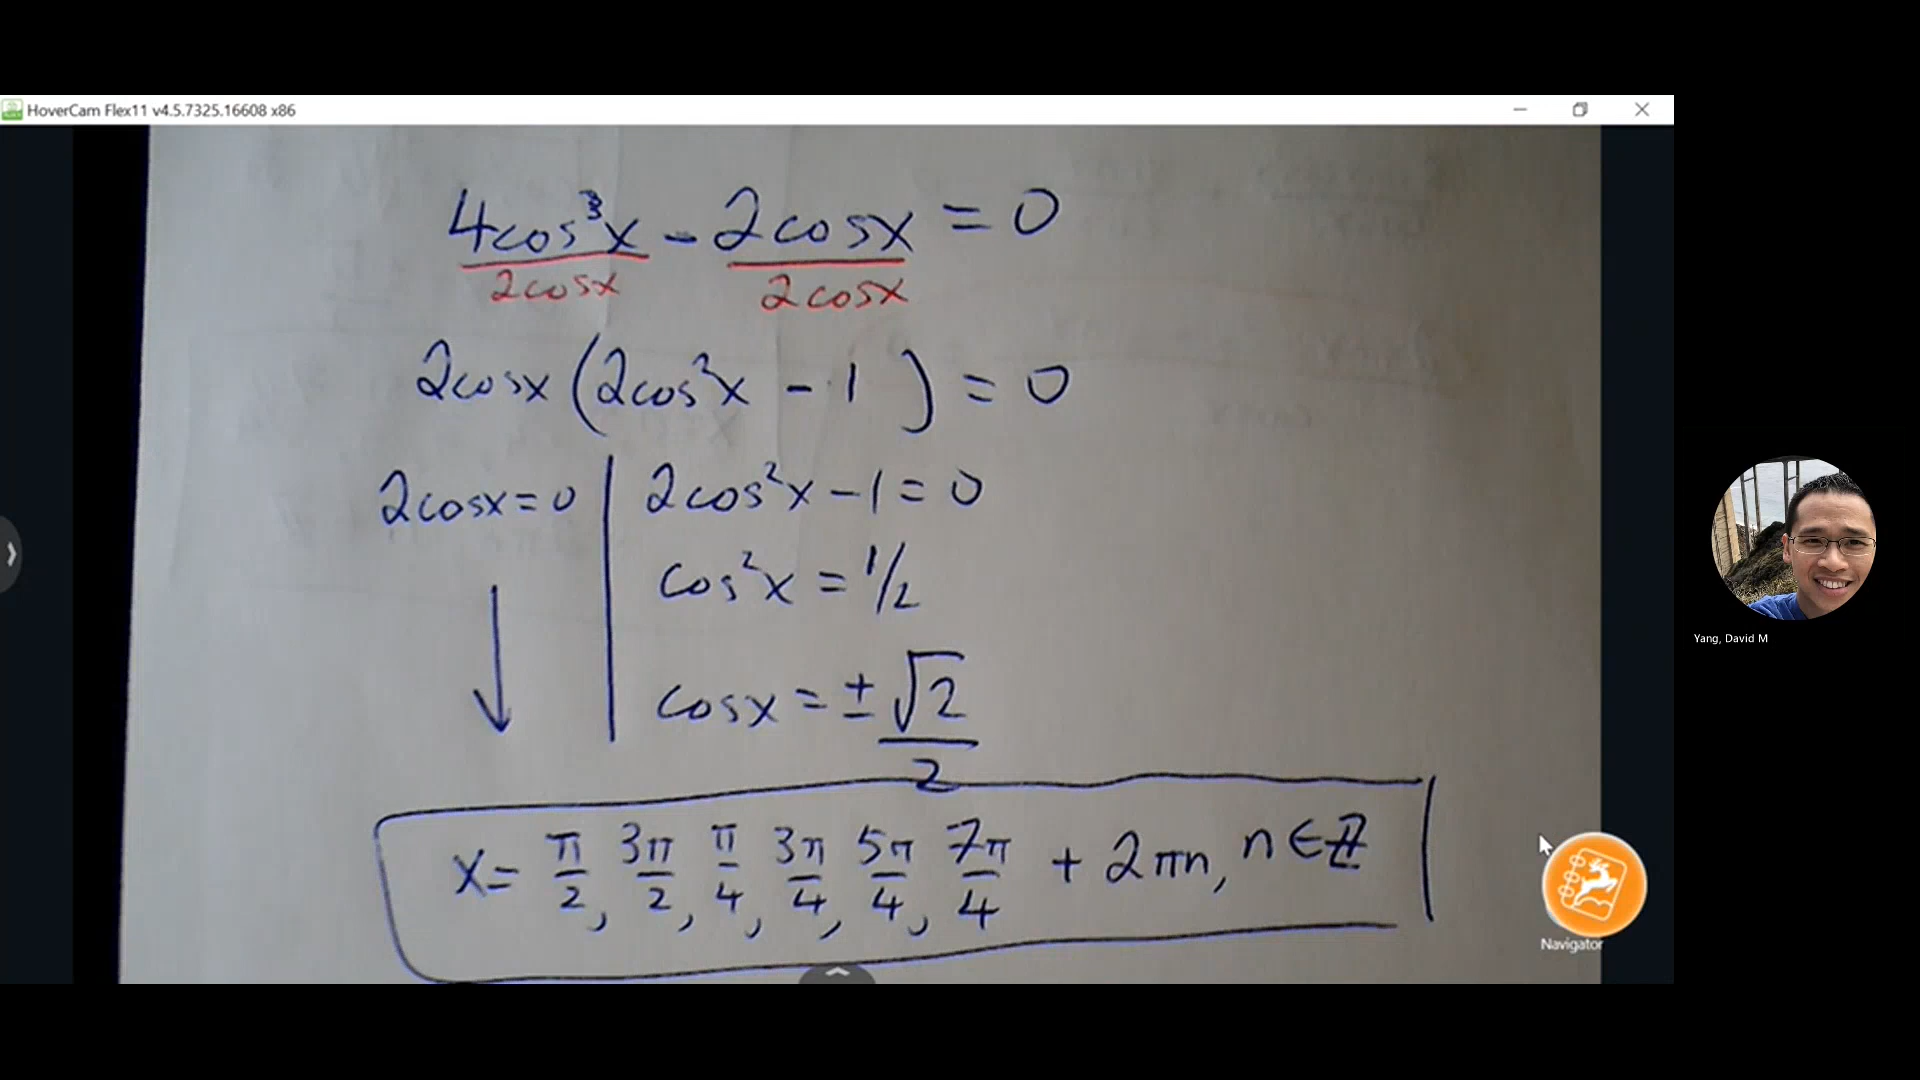 HoverCam Flex11 v4.5.7325.16608 x86
4cos³x - 2cosx = 0
2cosx 2cosx
2cosx (2cos²x - 1) = 0
2cosx = 0 | 2cos²x - 1 = 0
cos²x = 1/2
cosx = ± √2/2
x = π/2, 3π/2, π/4, 3π/4, 5π/4, 7π/4 + 2πn, n ∈ ℤ
Navigator
Yang, David M